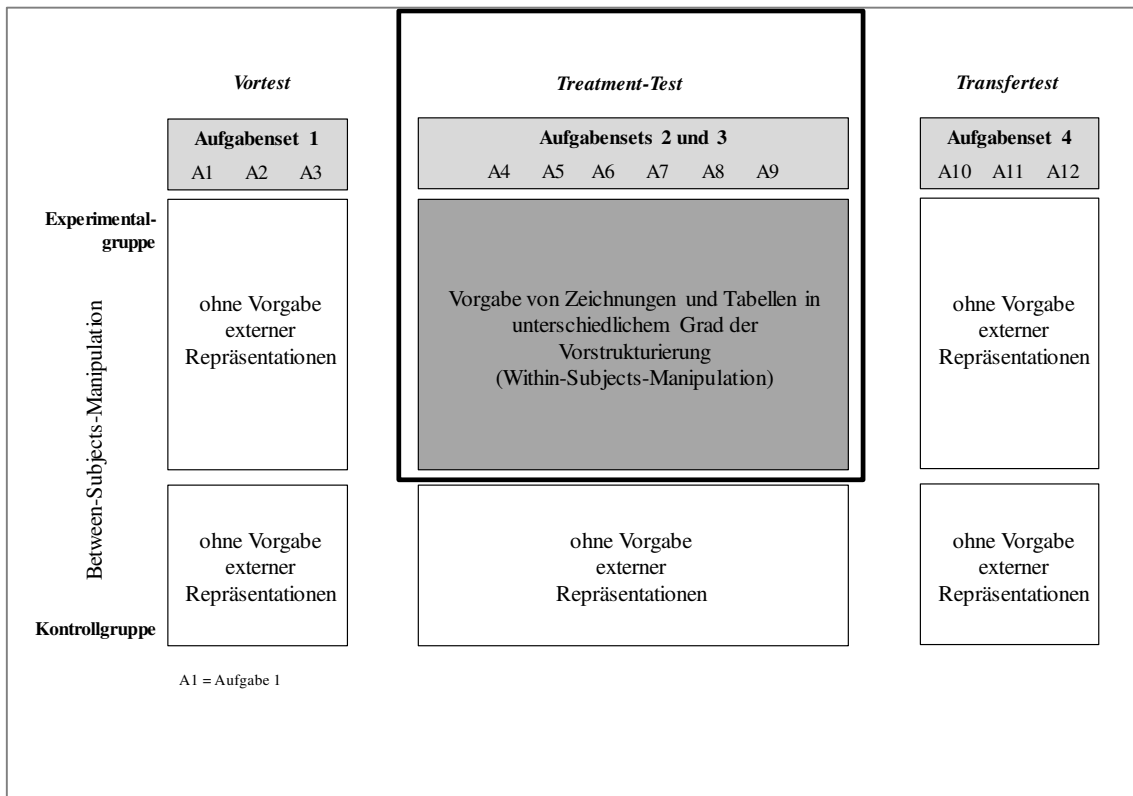 Vortest
Treatment-Test
Transfertest
Aufgabenset 1
A1 A2 A3
Aufgabensets 2 und 3
A4 A5 A6 A7 A8 A9
Aufgabenset 4
A10 A11 A12
Experimental-
gruppe
Between-Subjects-Manipulation
ohne Vorgabe
externer
Repräsentationen
Vorgabe von Zeichnungen und Tabellen in
unterschiedlichem Grad der
Vorstrukturierung
(Within-Subjects-Manipulation)
ohne Vorgabe
externer
Repräsentationen
Kontrollgruppe
ohne Vorgabe
externer
Repräsentationen
ohne Vorgabe
externer
Repräsentationen
ohne Vorgabe
externer
Repräsentationen
A1 = Aufgabe 1